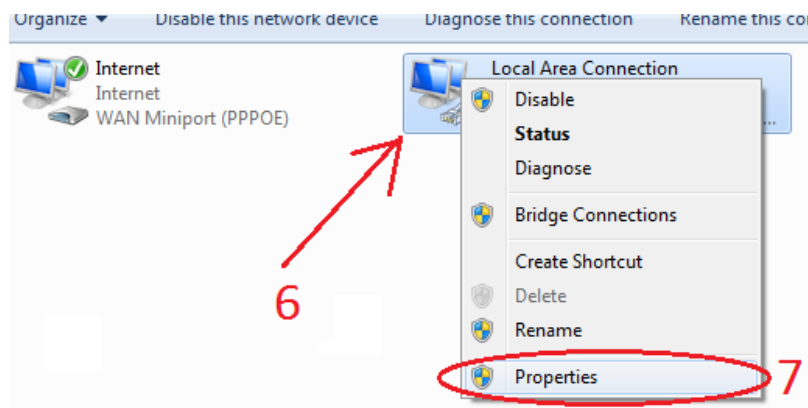 Organize Disable this network device Diagnose this connection Rename this co
Internet
Internet
WAN Miniport (PPPOE)
Local Area Connection
Disable
...
Status
Diagnose
Bridge Connections
Create Shortcut
6
Delete
Rename
Properties
7